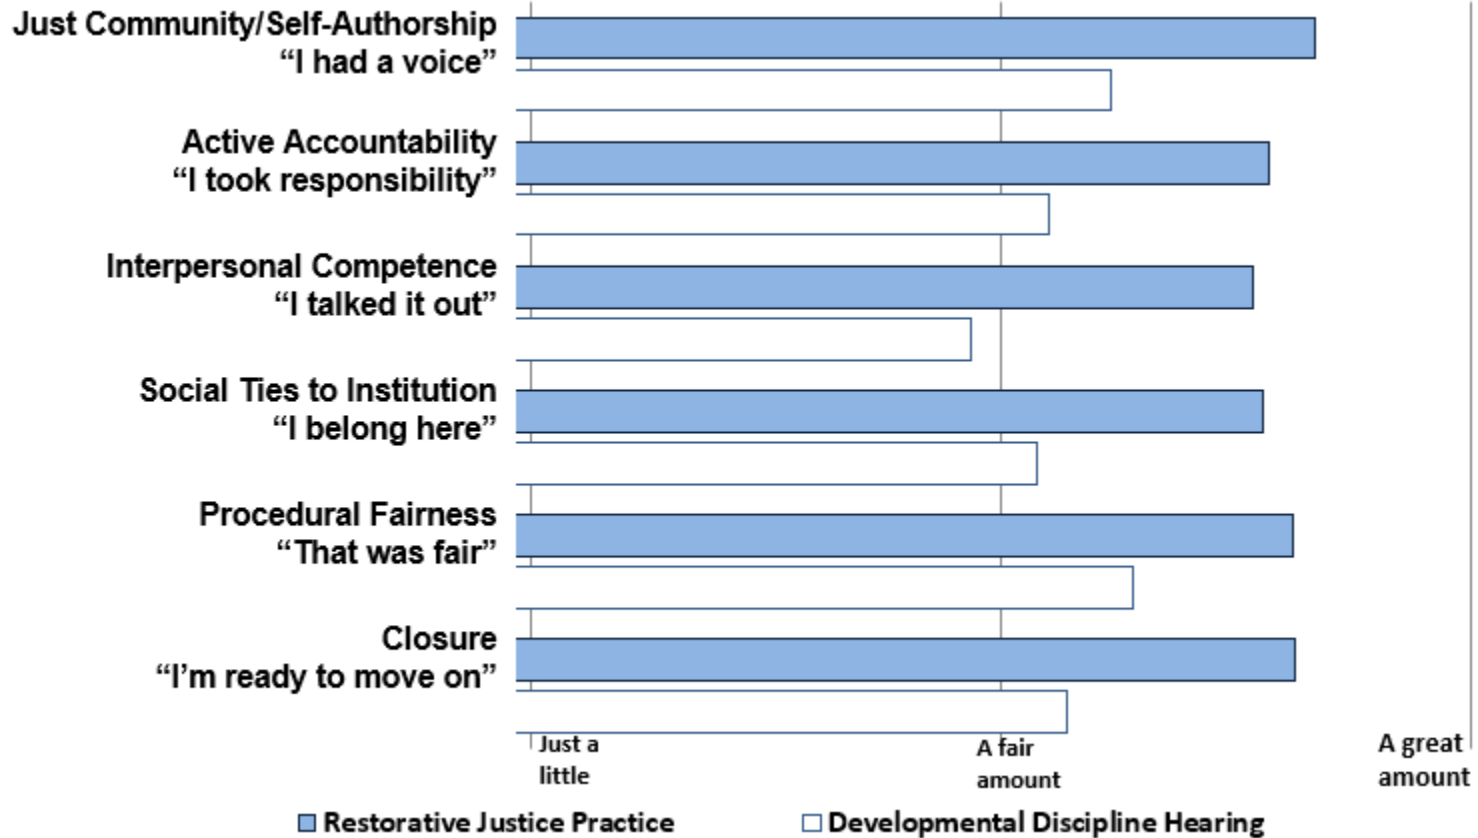 Just Community/Self-Authorship
“I had a voice”
Active Accountability
“I took responsibility”
Interpersonal Competence
“I talked it out”
Social Ties to Institution
“I belong here”
Procedural Fairness
“That was fair”
Closure
“I’m ready to move on”
Just a
little
A fair
amount
A great
amount
Restorative Justice Practice
Developmental Discipline Hearing